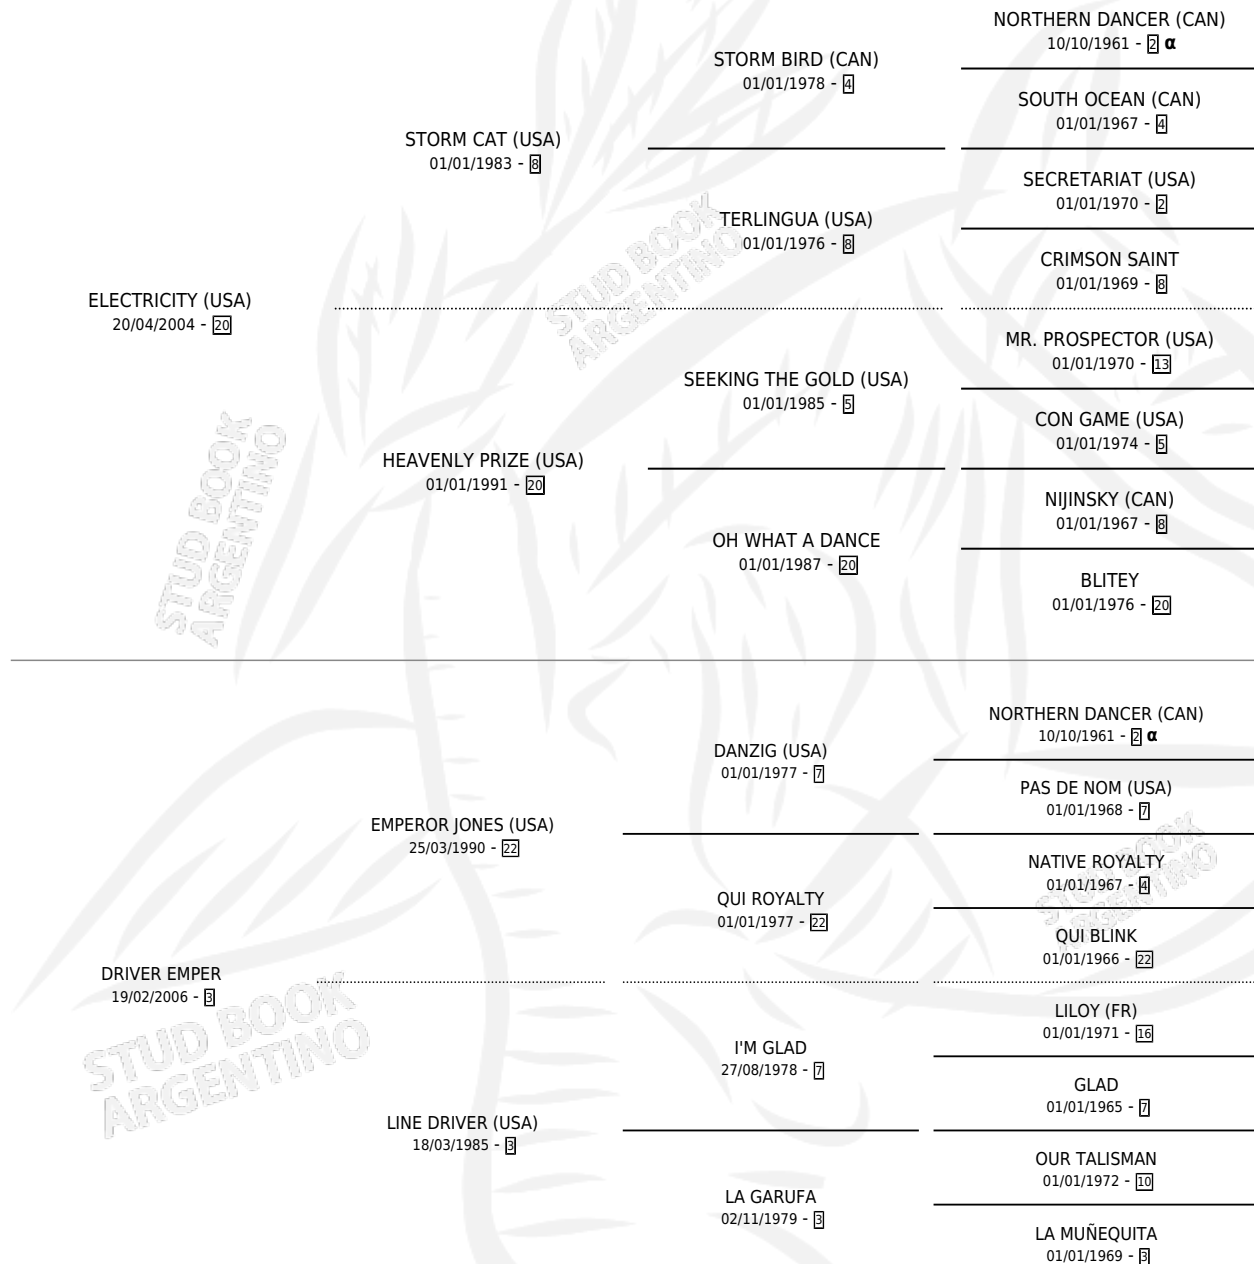 NORTHERN DANCER (CAN)
10/10/1961 - 2 α
STORM BIRD (CAN)
01/01/1978 - 4
SOUTH OCEAN (CAN)
01/01/1967 - 4
STORM CAT (USA)
01/01/1983 - 8
SECRETARIAT (USA)
01/01/1970 - 2
TERLINGUA (USA)
01/01/1976 - 8
CRIMSON SAINT
01/01/1969 - 8
ELECTRICITY (USA)
20/04/2004 - 20
MR. PROSPECTOR (USA)
01/01/1970 - 13
SEEKING THE GOLD (USA)
01/01/1985 - 5
CON GAME (USA)
01/01/1974 - 5
HEAVENLY PRIZE (USA)
01/01/1991 - 20
NIJINSKY (CAN)
01/01/1967 - 8
OH WHAT A DANCE
01/01/1987 - 20
BLITEY
01/01/1976 - 20
NORTHERN DANCER (CAN)
10/10/1961 - 2 α
DANZIG (USA)
01/01/1977 - 7
PAS DE NOM (USA)
01/01/1968 - 7
EMPEROR JONES (USA)
25/03/1990 - 22
NATIVE ROYALTY
01/01/1967 - 4
QUI ROYALTY
01/01/1977 - 22
QUI BLINK
01/01/1966 - 22
DRIVER EMPER
19/02/2006 - 3
LILOY (FR)
01/01/1971 - 16
I'M GLAD
27/08/1978 - 7
GLAD
01/01/1965 - 7
LINE DRIVER (USA)
18/03/1985 - 3
OUR TALISMAN
01/01/1972 - 10
LA GARUFA
02/11/1979 - 3
LA MUÑEQUITA
01/01/1969 - 3
STUD BOOK
ARGENTINO
STUD BOOK
ARGENTINO
STUD BOOK
ARGENTINO
STUD BOOK
ARGENTINO